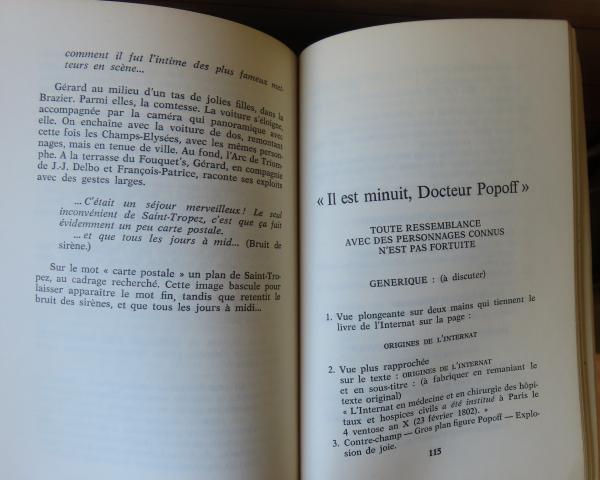 comment il fut l'intime des plus fameux met-
teurs en scène...
Gérard au milieu d'un tas de jolies filles, dans la
Brazier. Parmi elles, la comtesse. La voiture s'éloigne,
accompagnée par la caméra qui panoramique avec
elle. On enchaîne avec la voiture de dos, remontant
cette fois les Champs-Elysées, avec les mêmes person-
nages, mais en tenue de ville. Au fond, l'Arc de Triom-
phe. A la terrasse du Fouquet's, Gérard, en compagnie
de J.-J. Delbo et François-Patrice, raconte ses exploits
avec des gestes larges.
... C'était un séjour merveilleux ! Le seul
inconvénient de Saint-Tropez, c'est que ça fait
évidemment un peu carte postale.
... et que tous les jours à mid... (Bruit de
sirène.)
Sur le mot « carte postale » un plan de Saint-Tro-
pez, au cadrage recherché. Cette image bascule pour
laisser apparaître le mot fin, tandis que retentit le
bruit des sirènes, et que tous les jours à midi...
« Il est minuit, Docteur Popoff »
TOUTE RESSEMBLANCE
AVEC DES PERSONNAGES CONNUS
N'EST PAS FORTUITE
GENERIQUE : (à discuter)
1. Vue plongeante sur deux mains qui tiennent le
livre de l'Internat sur la page :
ORIGINES DE L'INTERNAT
2. Vue plus rapprochée
sur le texte : ORIGINES DE L'INTERNAT
et en sous-titre : (à fabriquer en remaniant le
texte original)
« L'Internat en médecine et en chirurgie des hôpi-
taux et hospices civils a été institué à Paris le
4 ventose an X (23 février 1802). »
3. Contre-champ — Gros plan figure Popoff — Explo-
sion de joie.
115